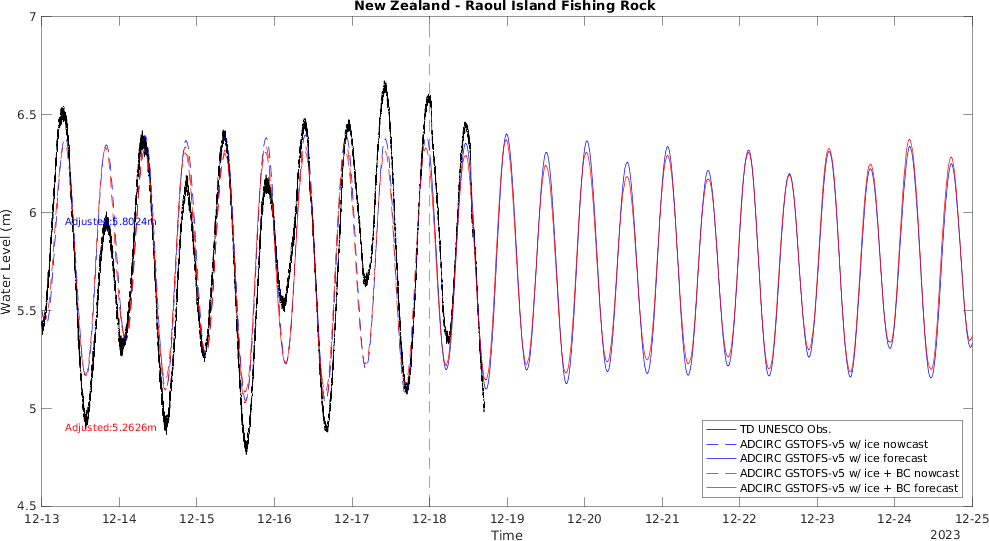 New Zealand - Raoul Island Fishing Rock
7
6.5
6
5.5
5
4.5
Water Level (m)
Adjusted:5.8024m
Adjusted:5.2626m
TD UNESCO Obs.
ADCIRC GSTOFS-v5 w/ ice nowcast
ADCIRC GSTOFS-v5 w/ ice forecast
ADCIRC GSTOFS-v5 w/ ice + BC nowcast
ADCIRC GSTOFS-v5 w/ ice + BC forecast
12-13 12-14 12-15 12-16 12-17 12-18 12-19 12-20 12-21 12-22 12-23 12-24 12-25
Time
2023